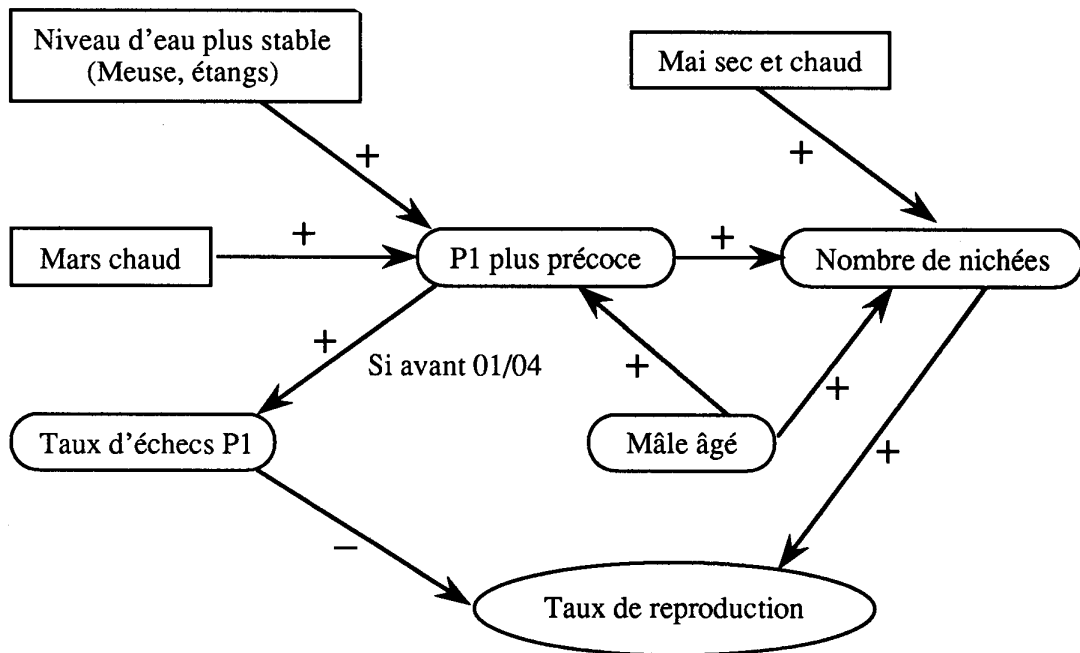 Niveau d'eau plus stable
(Meuse, étangs)
Mai sec et chaud
+
+
Mars chaud
+
P1 plus précoce
+
Nombre de nichées
+
Si avant 01/04
+
+
Taux d'échecs P1
Mâle âgé
+
−
Taux de reproduction